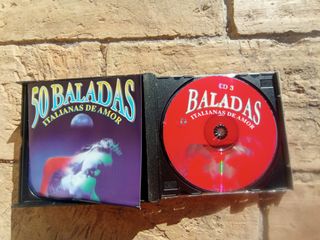 50 BALADAS
ITALIANAS DE AMOR
CD 3
BALADAS
ITALIANAS DE AMOR